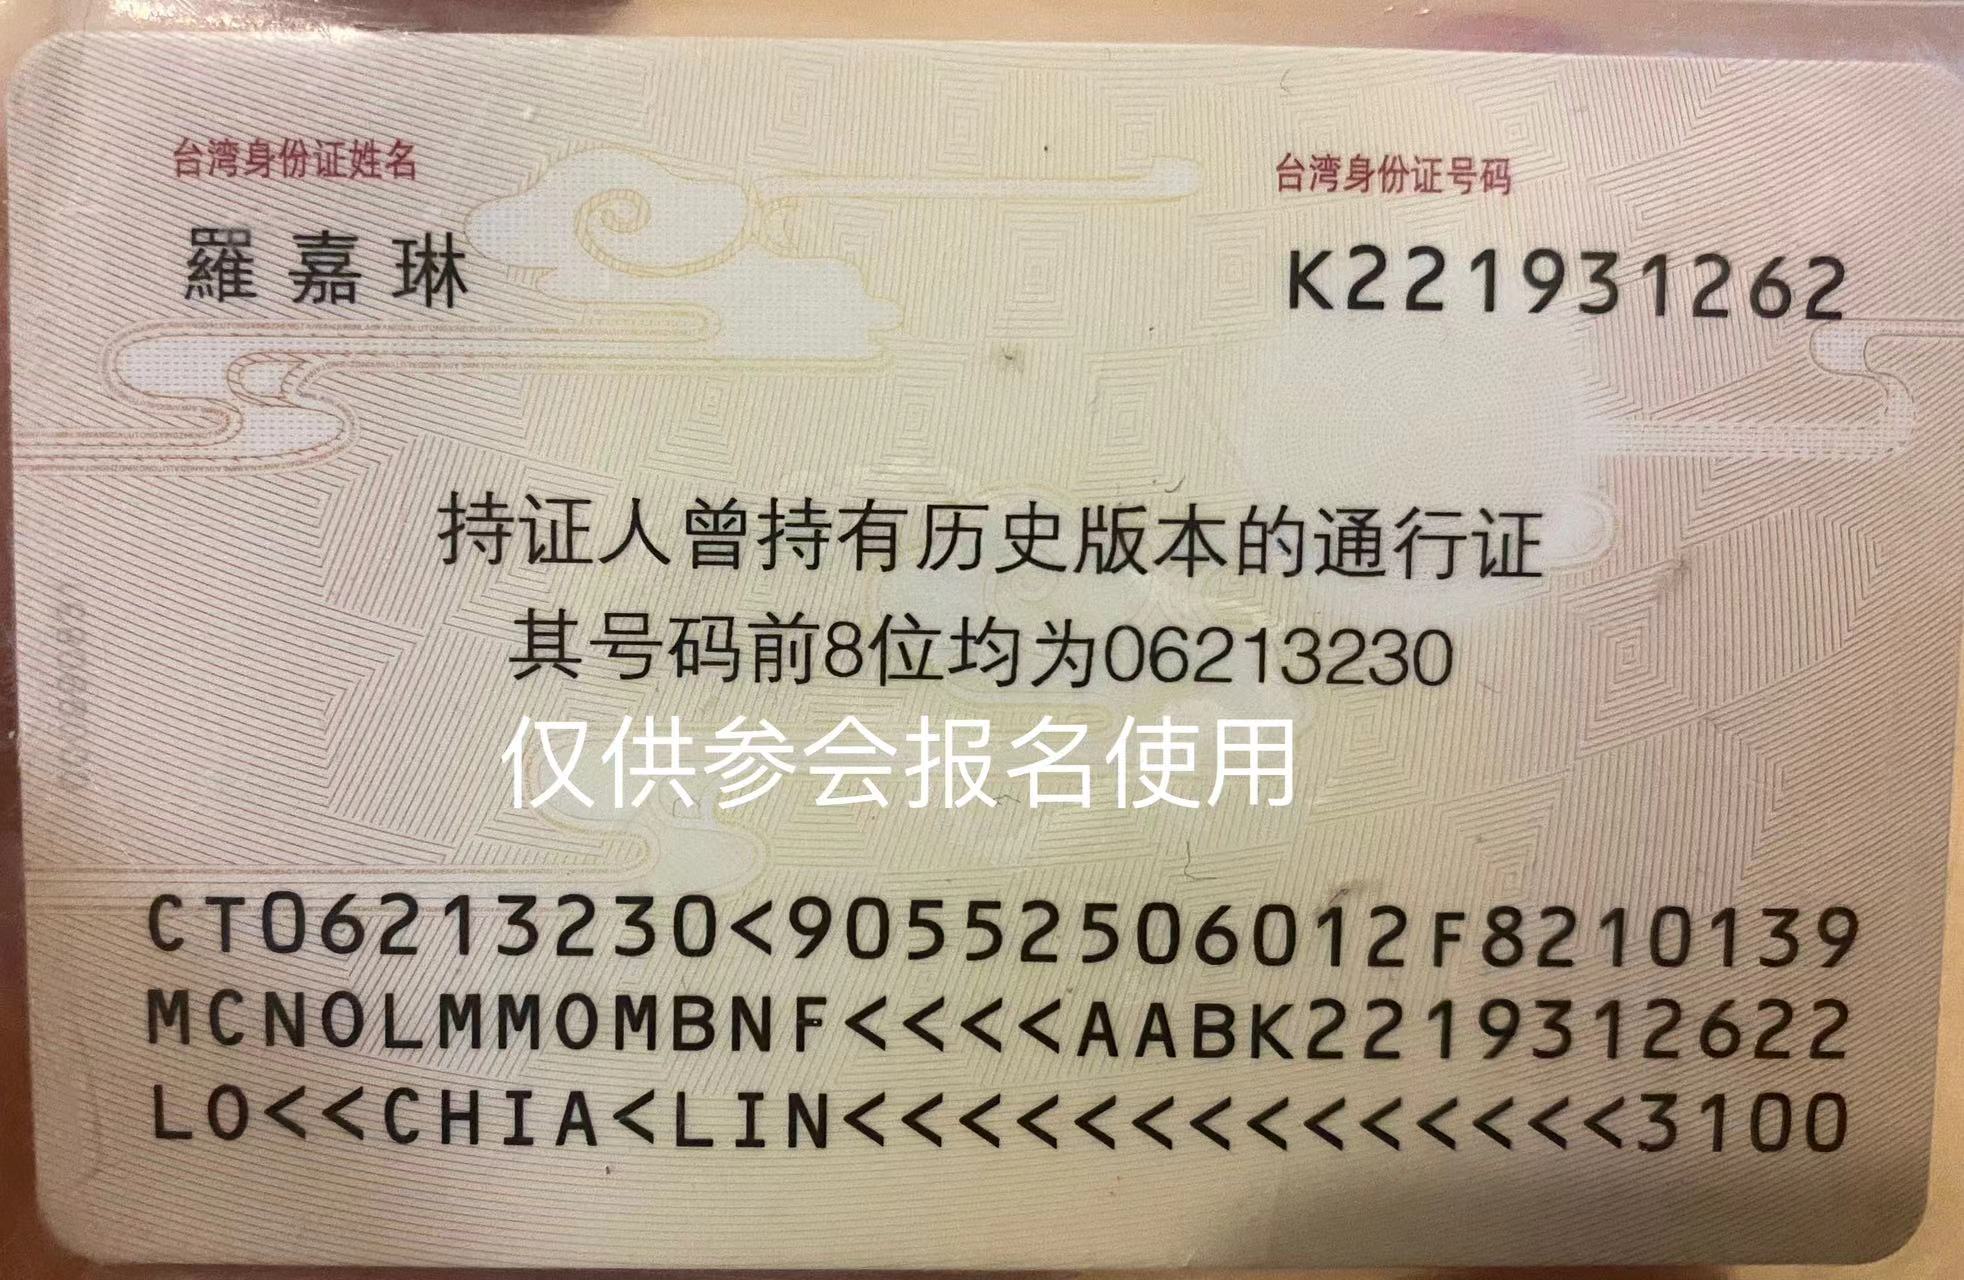 台湾身份证姓名
台湾身份证号码
羅嘉琳
K221931262
持证人曾持有历史版本的通行证
其号码前8位均为06213230
仅供参会报名使用
CT06213230<90552506012F8210139
MCNOLMMOMBNF<<<<AABK2219312622
LO<<CHIA<LIN<<<<<<<<<<<<<<3100